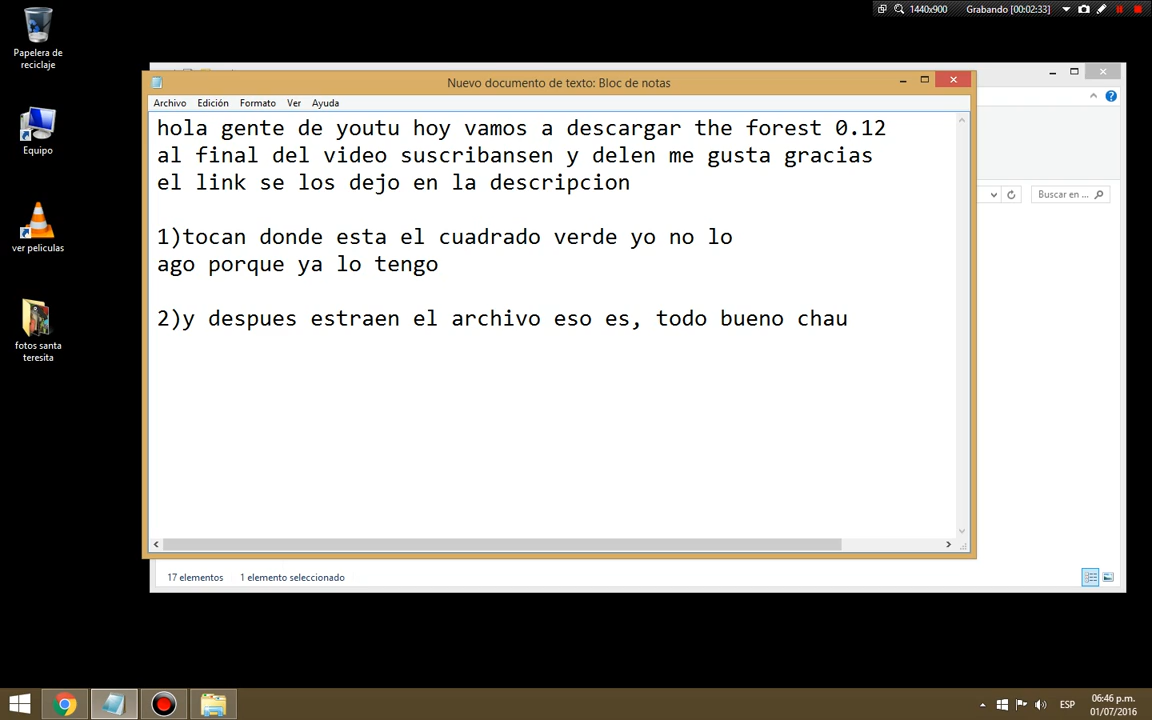 Papelera de
reciclaje
Equipo
ver peliculas
fotos santa
teresita
1440x900 Grabando [00:02:33]
Nuevo documento de texto: Bloc de notas
Archivo Edición Formato Ver Ayuda
hola gente de youtu hoy vamos a descargar the forest 0.12
al final del video suscribansen y delen me gusta gracias
el link se los dejo en la descripcion
1)tocan donde esta el cuadrado verde yo no lo
ago porque ya lo tengo
2)y despues estraen el archivo eso es, todo bueno chau
Buscar en ...
17 elementos 1 elemento seleccionado
ESP
06:46 p.m.
01/07/2016